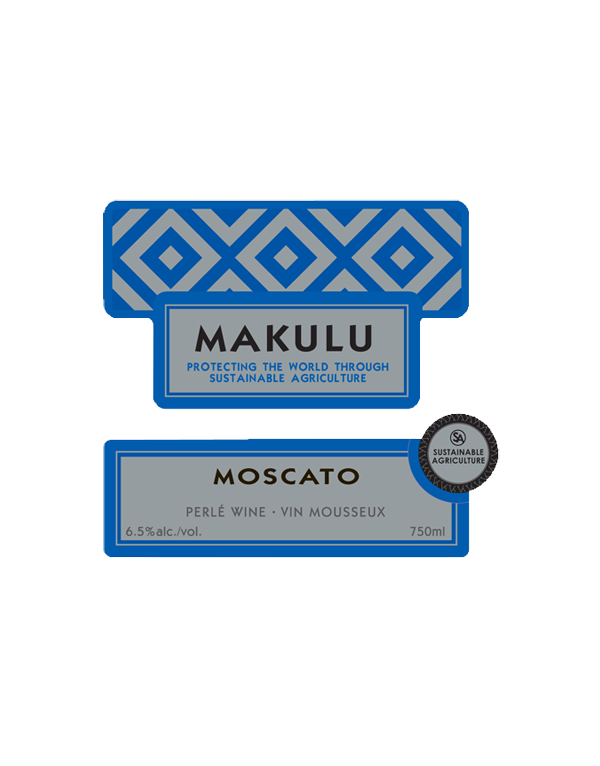 MAKULU
PROTECTING THE WORLD THROUGH
SUSTAINABLE AGRICULTURE
SA
SUSTAINABLE
AGRICULTURE
MOSCATO
PERLÉ WINE · VIN MOUSSEUX
6.5%alc./vol. 750ml